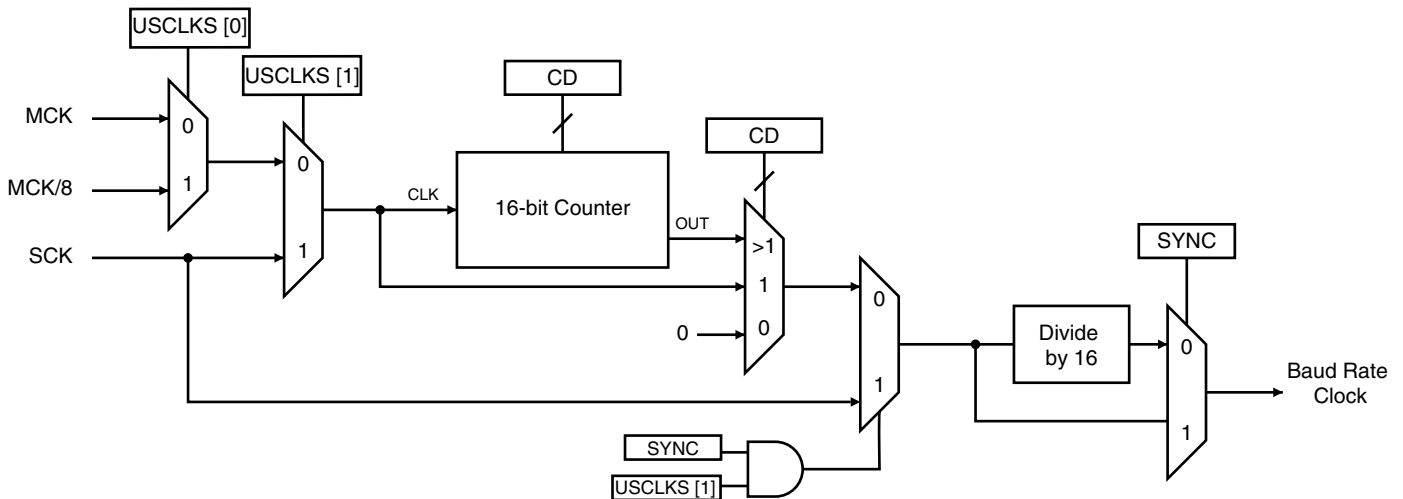 USCLKS [0]
USCLKS [1]
CD
CD
MCK
0
MCK/8
1
0
CLK
16-bit Counter
OUT
SCK
1
>1
SYNC
1
0
0
0
Divide
by 16
0
1
Baud Rate
Clock
1
SYNC
USCLKS [1]